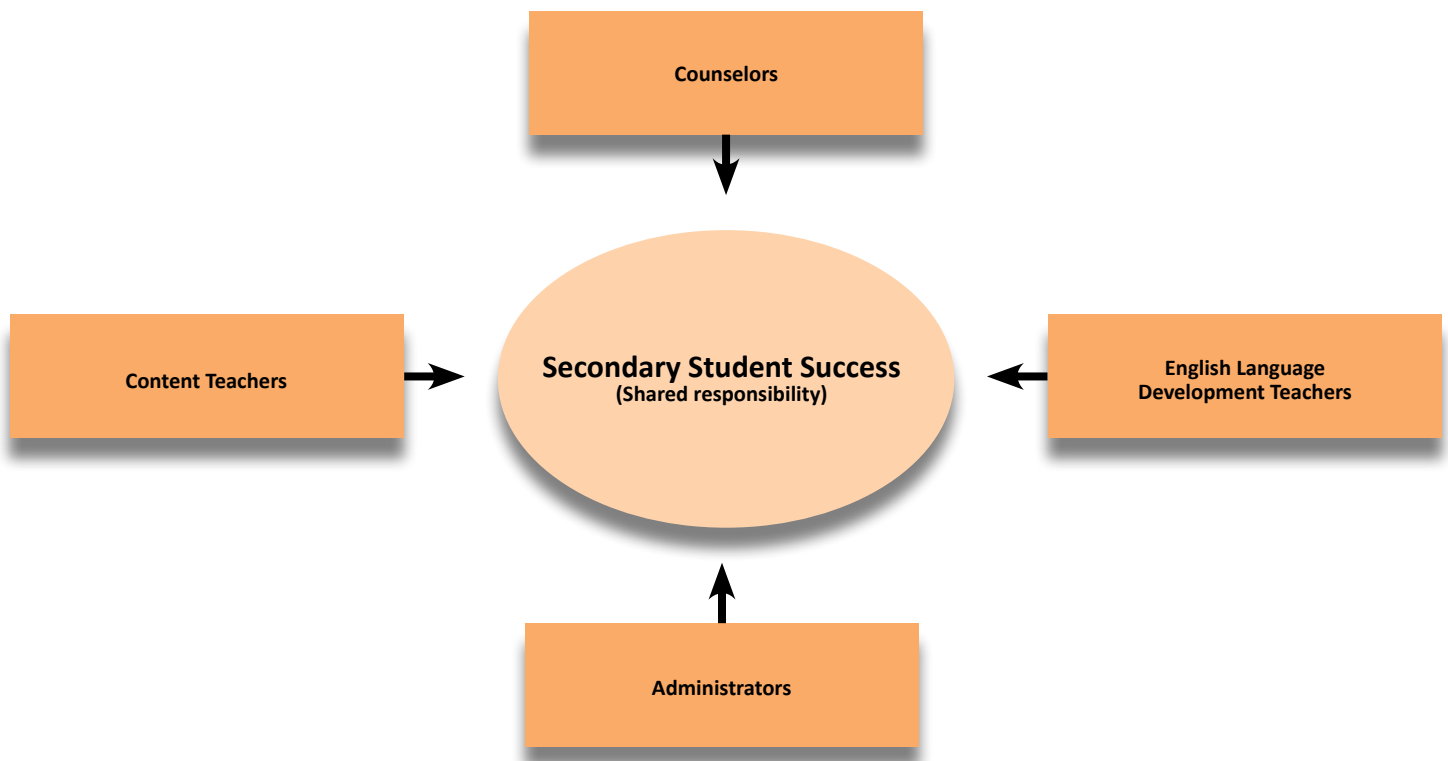 Counselors
Content Teachers
Secondary Student Success
(Shared responsibility)
English Language
Development Teachers
Administrators